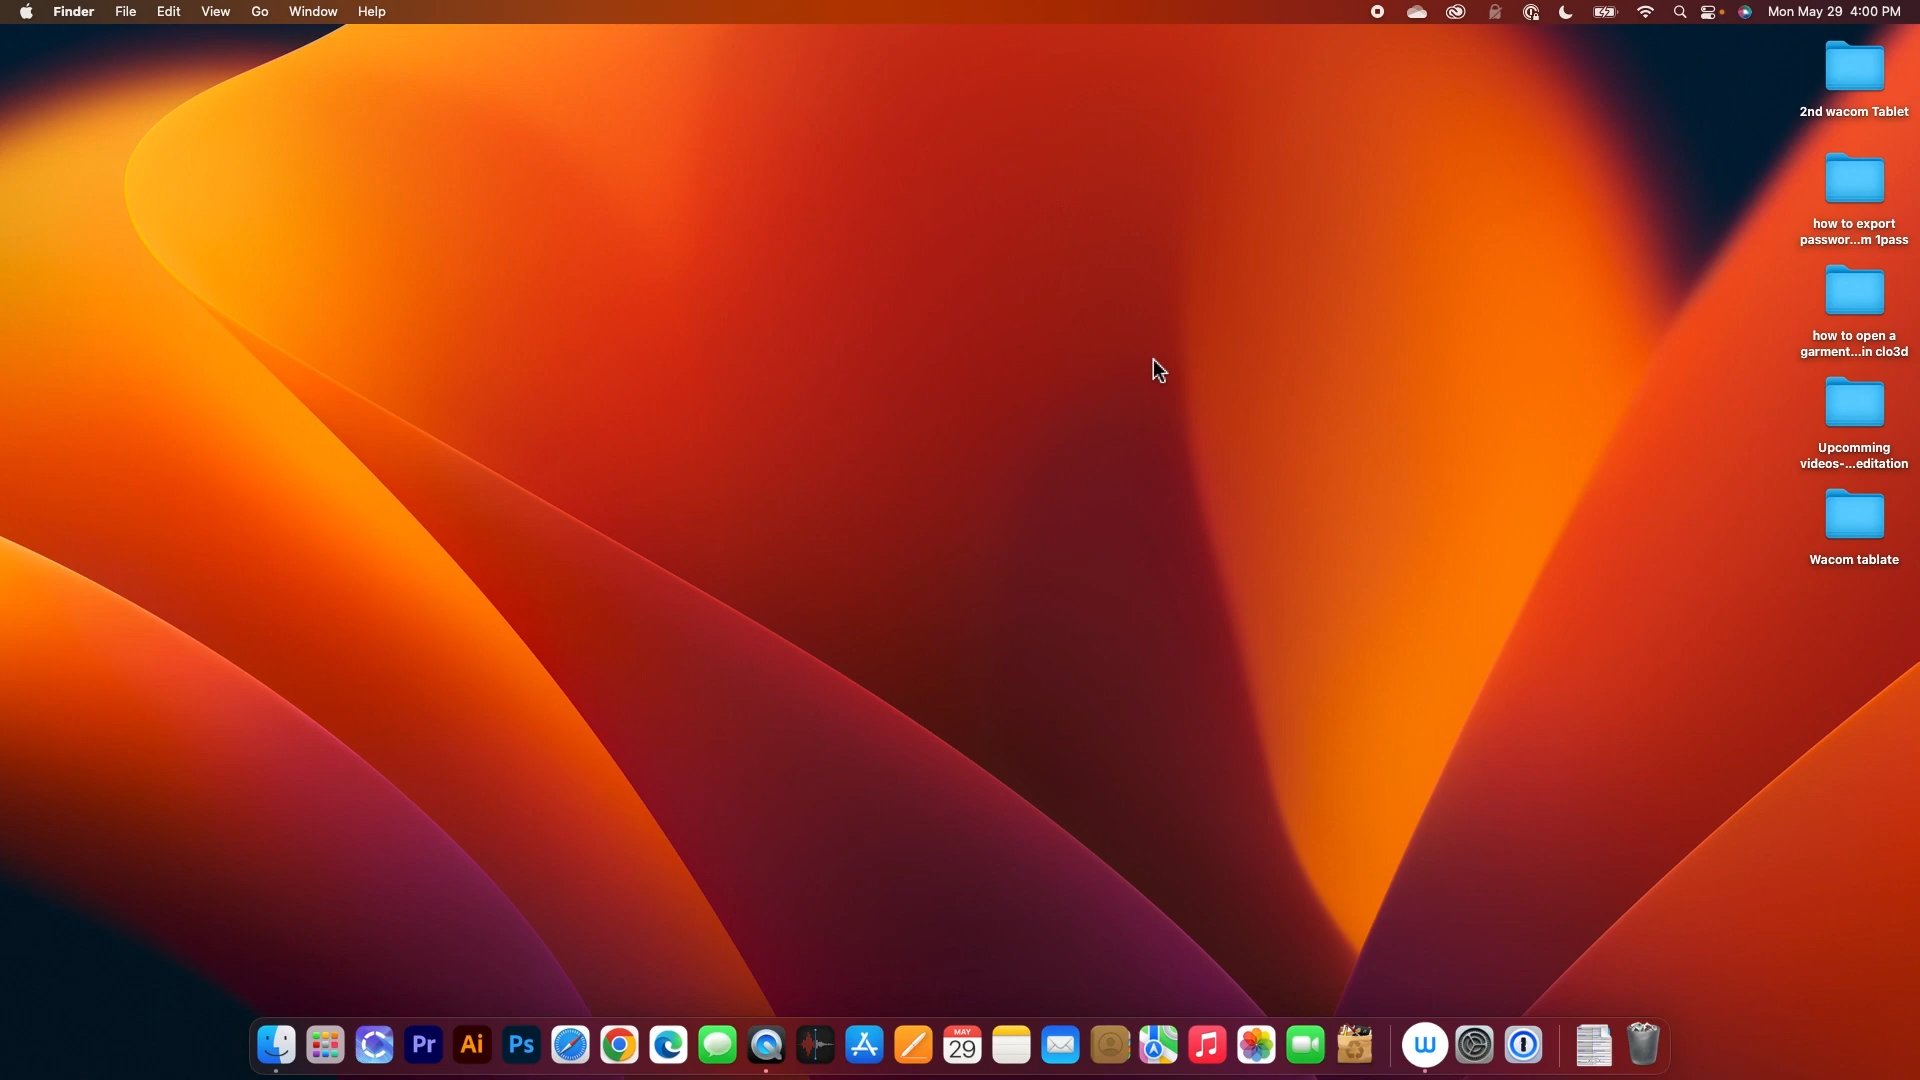 Finder File Edit View Go Window Help
Mon May 29 4:00 PM
2nd wacom Tablet
how to export
passwor...m 1pass
how to open a
garment...in clo3d
Upcomming
videos-...editation
Wacom tablate
Pr Ai Ps
MAY
29